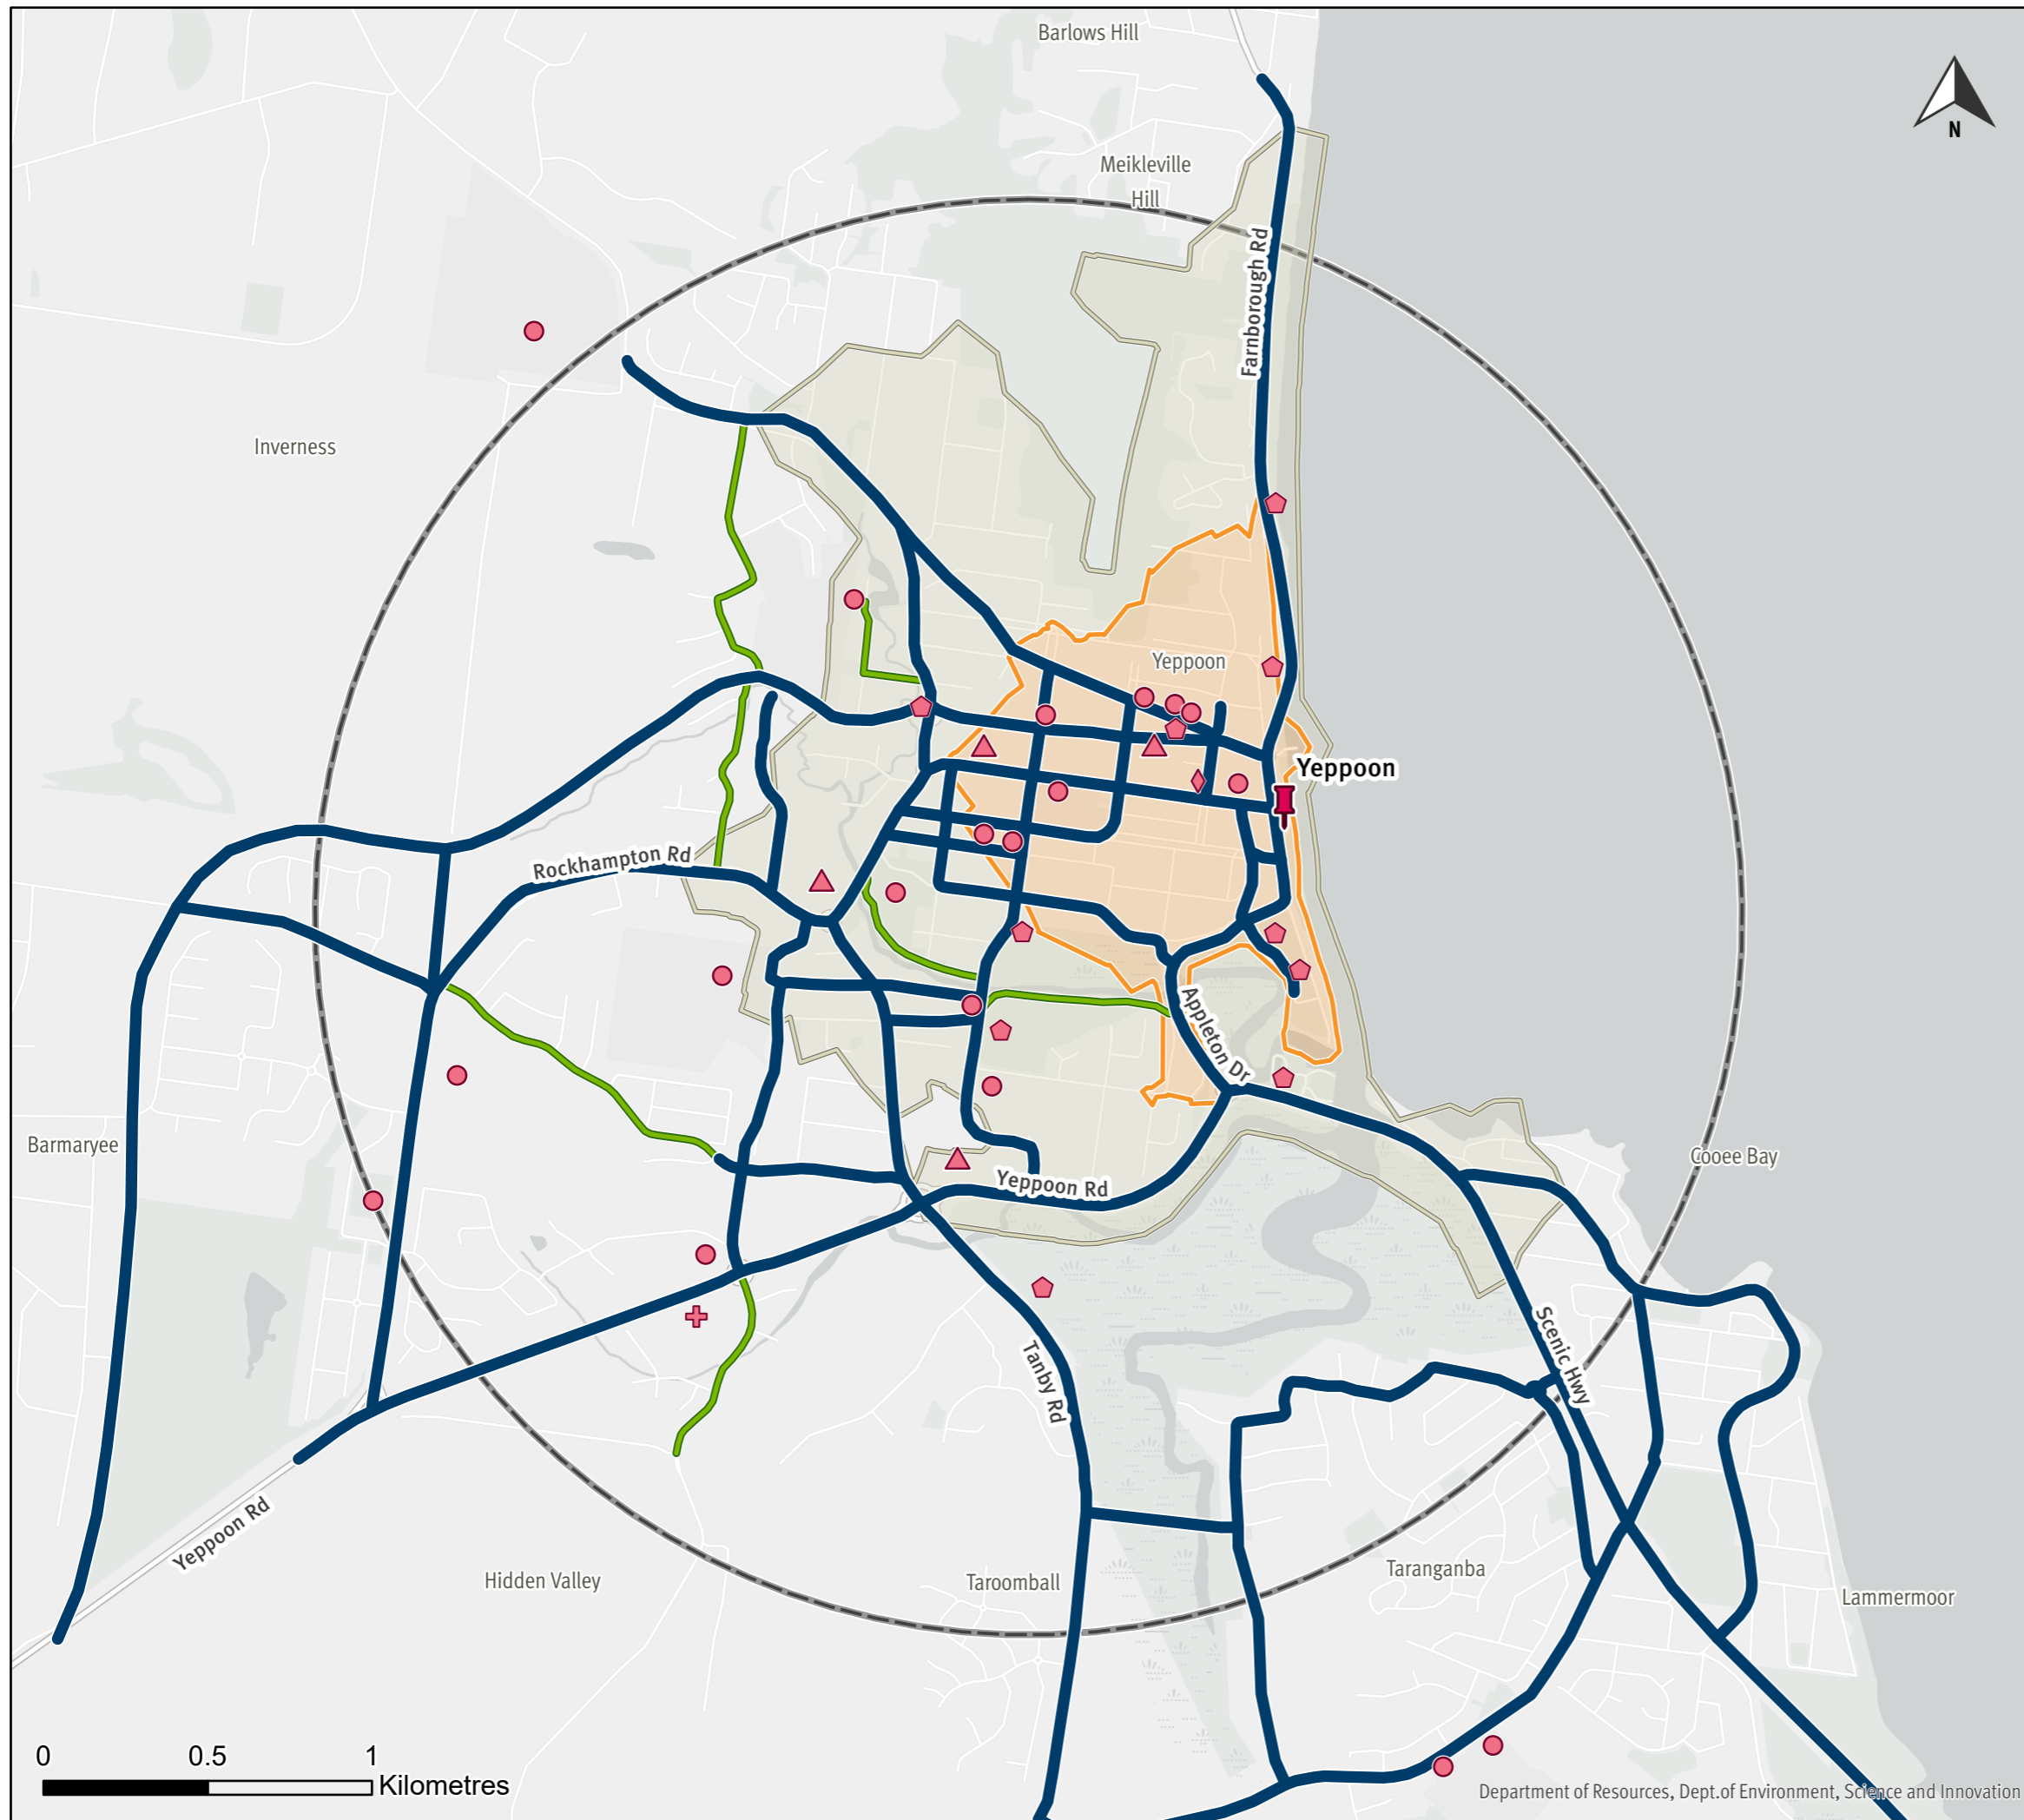 Barlows Hill
N
Meikleville
Hill
Farnborough Rd
Inverness
Yeppoon
Yeppoon
Rockhampton Rd
Appleton Dr
Barmaryee
Cooee Bay
Yeppoon Rd
Scenic Hwy
Tanby Rd
Yeppoon Rd
Hidden Valley
Taroomball
Taranganba
Lammermoor
0 0.5 1
Kilometres
Department of Resources, Dept.of Environment, Science and Innovation